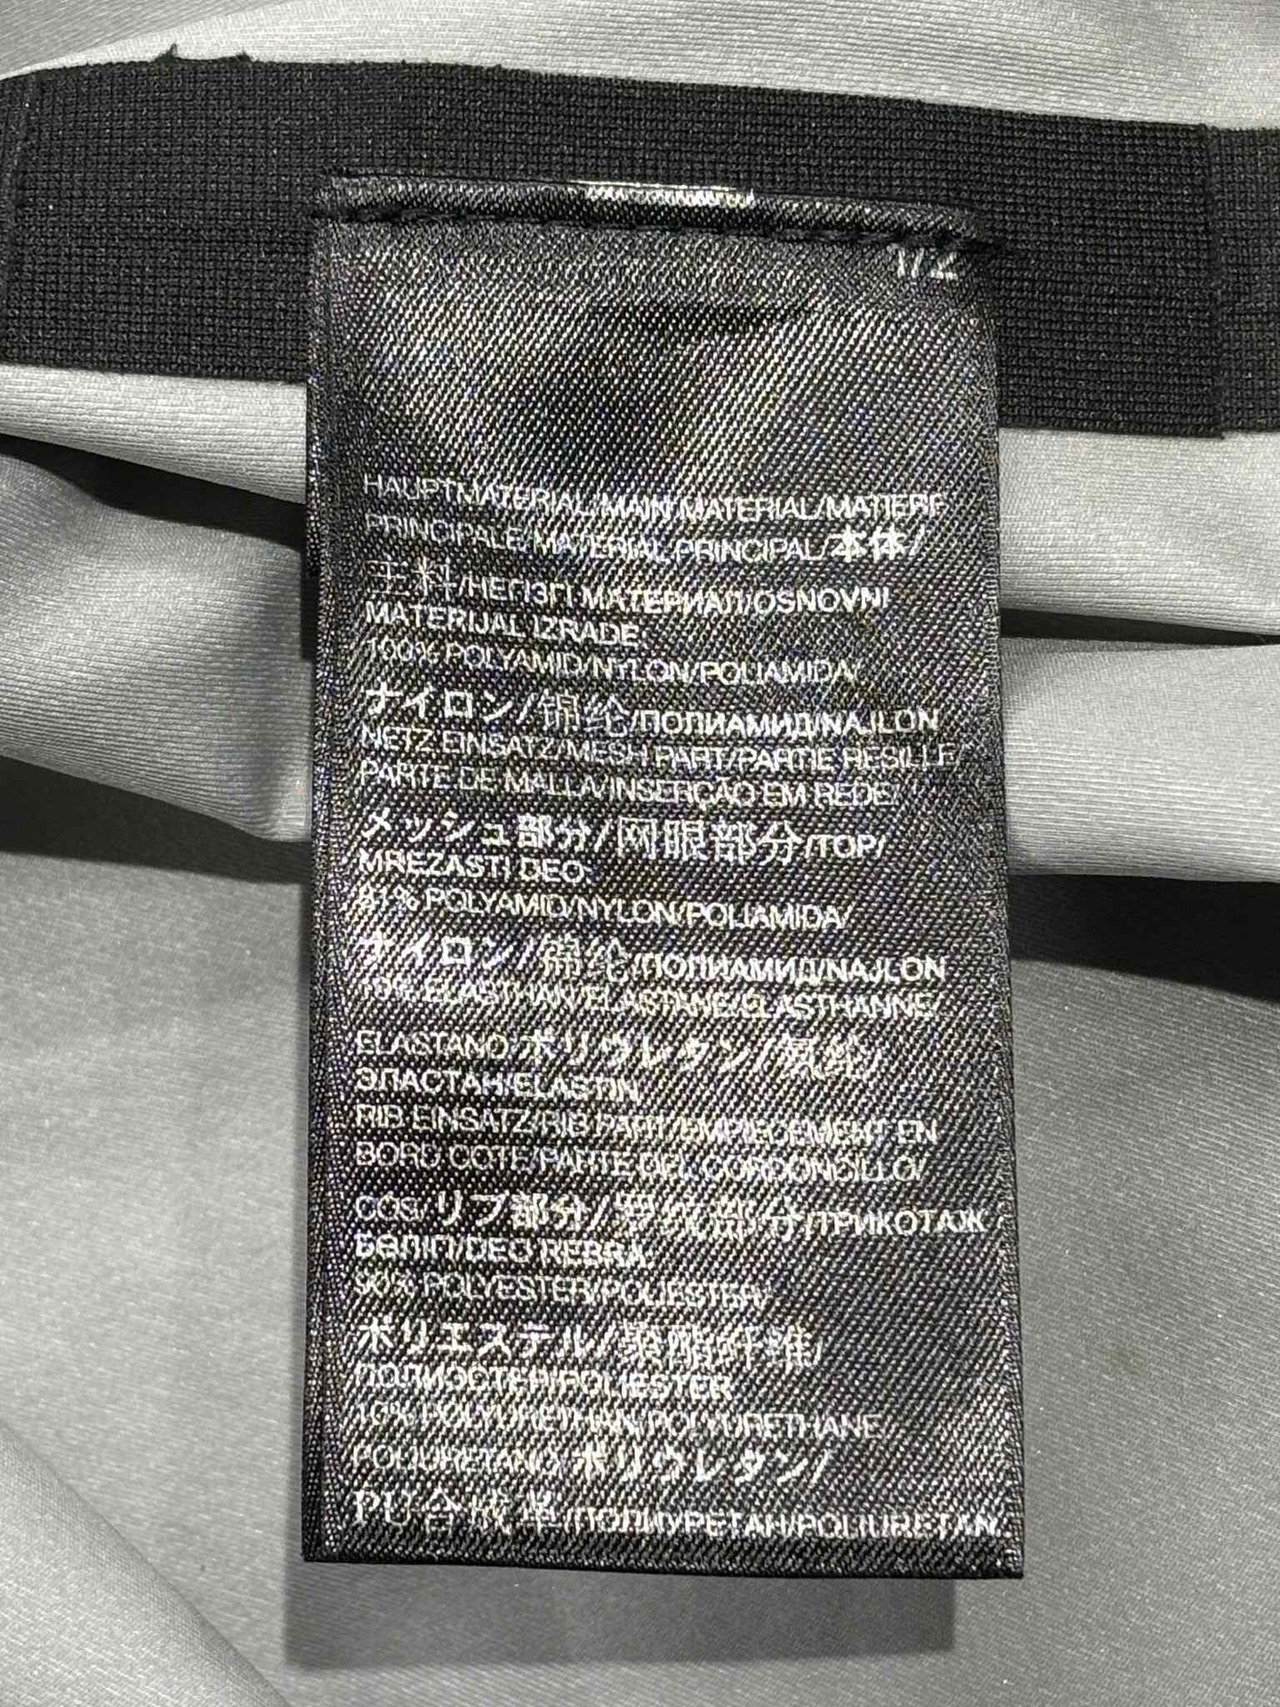 1/2
HAUPTMATERIAL/MAIN MATERIAL/MATIERE
PRINCIPALE/MATERIAL PRINCIPAL/本体/
主料/НЕПЗП МАТЕРИАЛ/OSNOVNI
MATERIJAL IZRADE:
100% POLYAMID/NYLON/POLIAMIDA/
ナイロン/锦纶/ПОЛИАМИД/NAJLON
NETZ EINSATZ/MESH PART/PARTIE RESILLE
PARTE DE MALLA/INSERÇÃO EM REDE/
メッシュ部分/网眼部分/TOP/
MREZASTI DEO:
81% POLYAMID/NYLON/POLIAMIDA/
ナイロン/锦纶/ПОЛИАМИД/NAJLON
19% ELASTHAN/ELASTANE/ELASTHANNE/
ELASTANO/ポリウレタン/氨纶/
ЭЛАСТАН/ELASTIN,
RIB EINSATZ/RIB PART/EMPIECEMENT EN
BORD COTE/PARTE DEL CORDONCILLO/
COS/リブ部分/罗纹部分/ТРИКОТАЖ
БӨЛІГІ/DEO REBRA:
90% POLYESTER/POLIESTER/
ポリエステル/聚酯纤维/
ПОЛИЭСТЕР/POLIESTER
10% POLYURETHAN/POLYURETHANE
POLIURETANO/ポリウレタン/
PU合成革/ПОЛИУРЕТАН/POLIURETAN